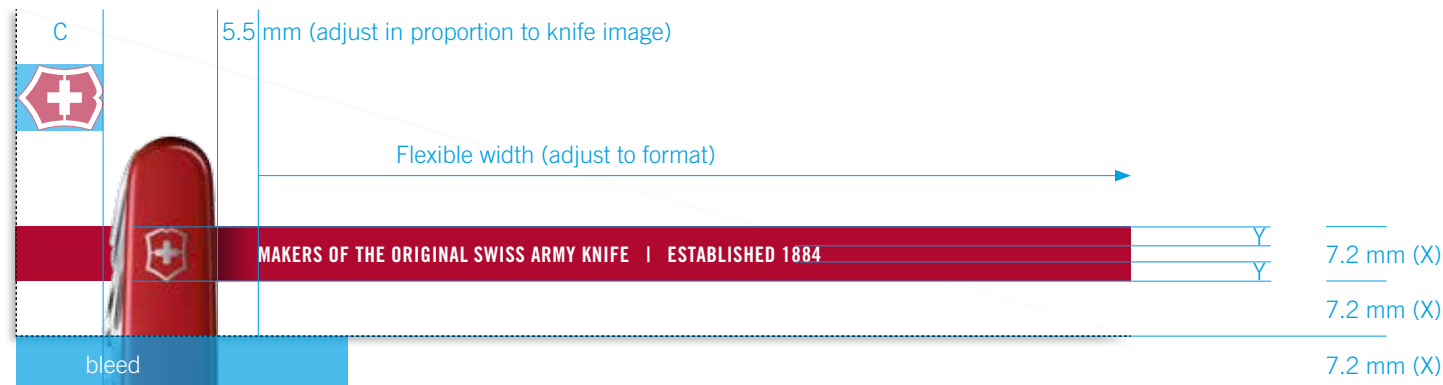 C
5.5 mm (adjust in proportion to knife image)
Flexible width (adjust to format)
MAKERS OF THE ORIGINAL SWISS ARMY KNIFE | ESTABLISHED 1884
Y
7.2 mm (X)
Y
7.2 mm (X)
bleed
7.2 mm (X)